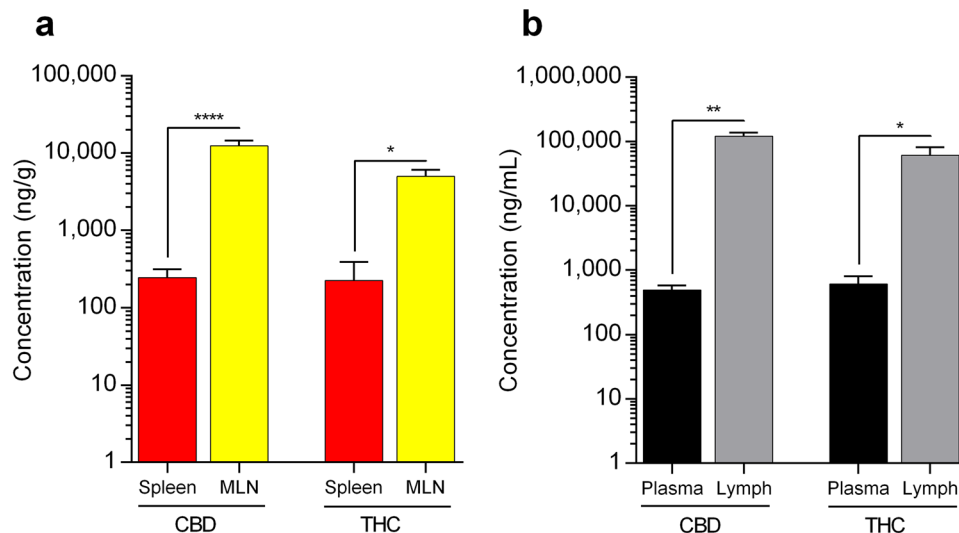 a
Concentration (ng/g)
100,000
10,000
1,000
100
10
1
****
*
Spleen MLN Spleen MLN
CBD THC
b
Concentration (ng/mL)
1,000,000
100,000
10,000
1,000
100
10
1
**
*
Plasma Lymph Plasma Lymph
CBD THC